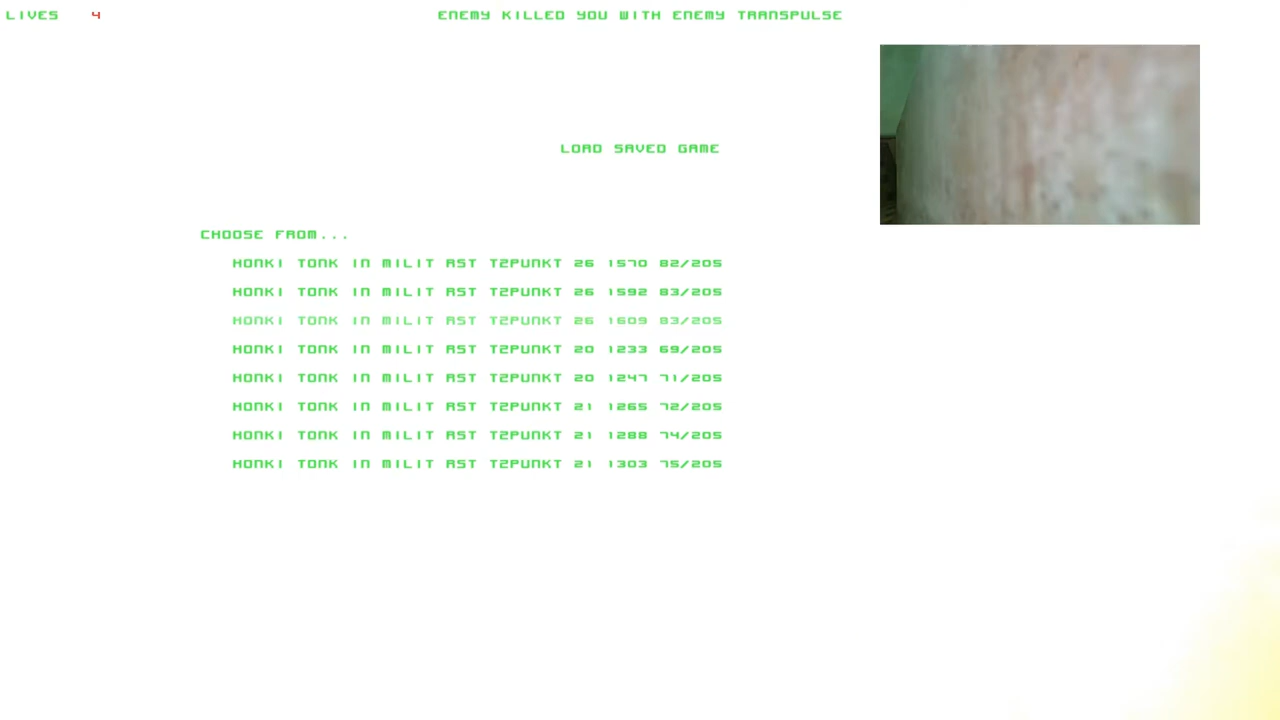 LIVES 4
ENEMY KILLED YOU WITH ENEMY TRANSPULSE
LOAD SAVED GAME
CHOOSE FROM...
HONKI TONK IN MILIT AST T2PUNKT 26 1570 82/205
HONKI TONK IN MILIT AST T2PUNKT 26 1592 83/205
HONKI TONK IN MILIT AST T2PUNKT 26 1609 83/205
HONKI TONK IN MILIT AST T2PUNKT 20 1233 69/205
HONKI TONK IN MILIT AST T2PUNKT 20 1247 71/205
HONKI TONK IN MILIT AST T2PUNKT 21 1265 72/205
HONKI TONK IN MILIT AST T2PUNKT 21 1288 74/205
HONKI TONK IN MILIT AST T2PUNKT 21 1303 75/205